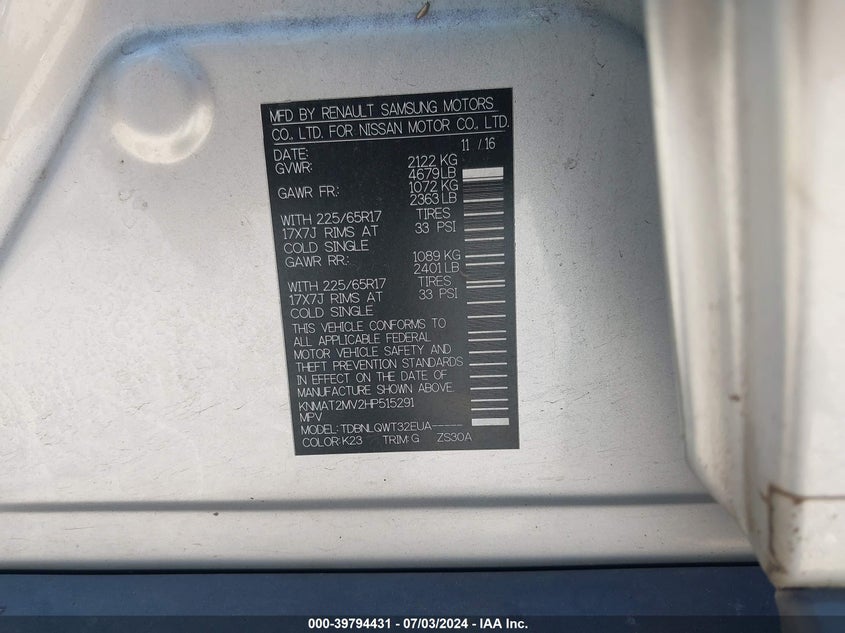 MFD BY RENAULT SAMSUNG MOTORS
CO., LTD. FOR NISSAN MOTOR CO., LTD.
DATE: 11 / 16
GVWR: 2122 KG
4679 LB
GAWR FR.: 1072 KG
2363 LB
WITH 225/65R17 TIRES
17X7J RIMS AT 33 PSI
COLD SINGLE
GAWR RR.: 1089 KG
2401 LB
WITH 225/65R17 TIRES
17X7J RIMS AT 33 PSI
COLD SINGLE
THIS VEHICLE CONFORMS TO
ALL APPLICABLE FEDERAL
MOTOR VEHICLE SAFETY AND
THEFT PREVENTION STANDARDS
IN EFFECT ON THE DATE OF
MANUFACTURE SHOWN ABOVE.
KNMAT2MV2HP515291
MPV
MODEL: TDBNLQWT32EUA-----
COLOR: K23 TRIM: G ZS30A
000-39794431 - 07/03/2024 - IAA Inc.